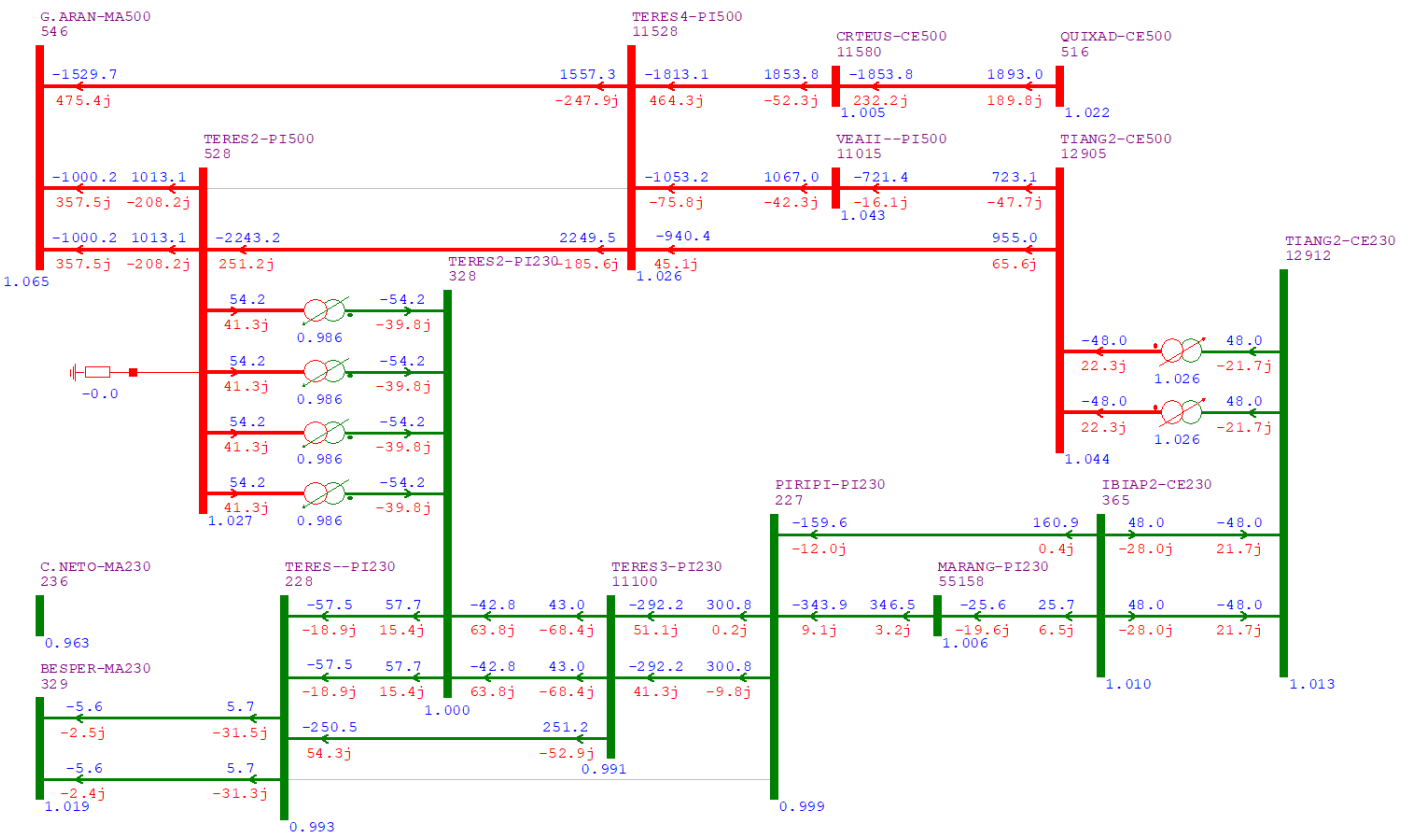 G.ARAN-MA500
546
TERES4-PI500
11528
CRTEUS-CE500
11580
QUIXAD-CE500
516
-1529.7
1557.3
-1813.1
1853.8
-1853.8
1893.0
475.4j
-247.9j
464.3j
-52.3j
232.2j
189.8j
1.005
1.022
TERES2-PI500
528
VEAII--PI500
11015
TIANG2-CE500
12905
-1000.2
1013.1
-1053.2
1067.0
-721.4
723.1
357.5j
-208.2j
-75.8j
-42.3j
-16.1j
-47.7j
1.043
-1000.2
1013.1
-2243.2
2249.5
-940.4
955.0
TIANG2-CE230
12912
357.5j
-208.2j
251.2j
-185.6j
45.1j
65.6j
TERES2-PI230
328
1.065
1.026
54.2
-54.2
41.3j
-39.8j
0.986
-48.0
48.0
22.3j
-21.7j
1.026
54.2
-54.2
41.3j
-39.8j
-0.0
0.986
-48.0
48.0
22.3j
-21.7j
1.026
54.2
-54.2
41.3j
-39.8j
0.986
1.044
54.2
-54.2
41.3j
-39.8j
1.027
0.986
PIRIPI-PI230
227
IBIAP2-CE230
365
-159.6
160.9
48.0
-48.0
-12.0j
0.4j
-28.0j
21.7j
C.NETO-MA230
236
TERES--PI230
228
TERES3-PI230
11100
MARANG-PI230
55158
-57.5
57.7
-42.8
43.0
-292.2
300.8
-343.9
346.5
-25.6
25.7
48.0
-48.0
-18.9j
15.4j
63.8j
-68.4j
51.1j
0.2j
9.1j
3.2j
-19.6j
6.5j
-28.0j
21.7j
0.963
1.006
BESPER-MA230
329
-57.5
57.7
-42.8
43.0
-292.2
300.8
-18.9j
15.4j
63.8j
-68.4j
41.3j
-9.8j
1.010
1.013
-5.6
5.7
1.000
-2.5j
-31.5j
-250.5
251.2
54.3j
-52.9j
0.991
-5.6
5.7
-2.4j
-31.3j
1.019
0.993
0.999